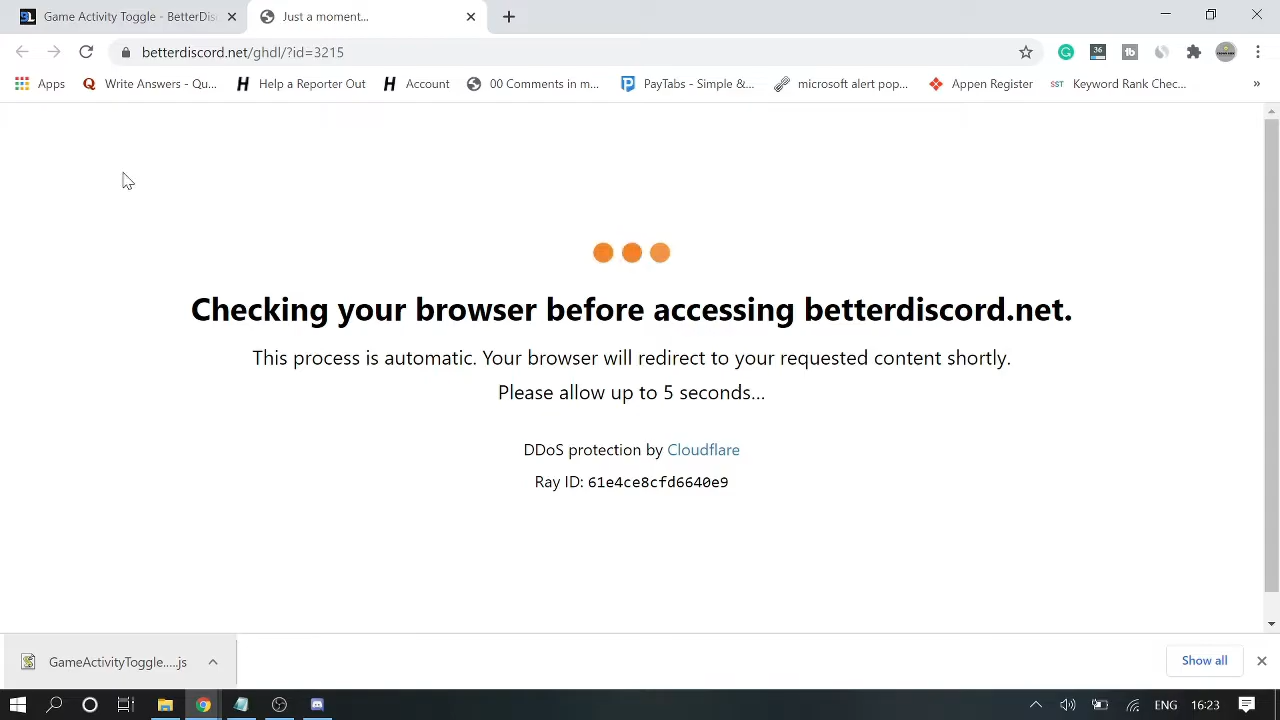 Game Activity Toggle - BetterDis
Just a moment...
betterdiscord.net/ghdl/?id=3215
36
tb
Apps
Q
Write Answers - Qu...
H
Help a Reporter Out
H
Account
00 Comments in m...
P
PayTabs - Simple &...
microsoft alert pop...
Appen Register
SST
Keyword Rank Chec...
»
Checking your browser before accessing betterdiscord.net.
This process is automatic. Your browser will redirect to your requested content shortly.
Please allow up to 5 seconds...
DDoS protection by Cloudflare
Ray ID: 61e4ce8cfd6640e9
GameActivityToggle.....js
Show all
ENG
16:23